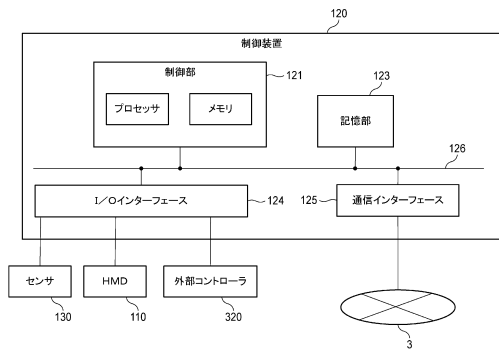 120
制御装置
制御部
121
プロセッサ
メモリ
123
記憶部
126
I/Oインターフェース
124
125
通信インターフェース
センサ
HMD
外部コントローラ
130
110
320
3